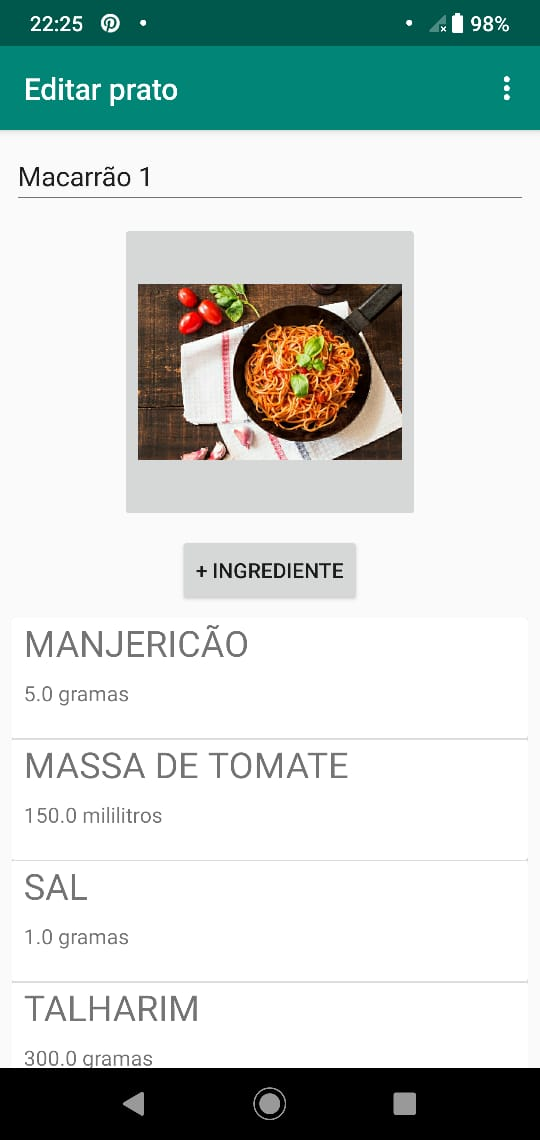 22:25
98%
Editar prato
Macarrão 1
+ INGREDIENTE
MANJERICÃO
5.0 gramas
MASSA DE TOMATE
150.0 mililitros
SAL
1.0 gramas
TALHARIM
300.0 gramas